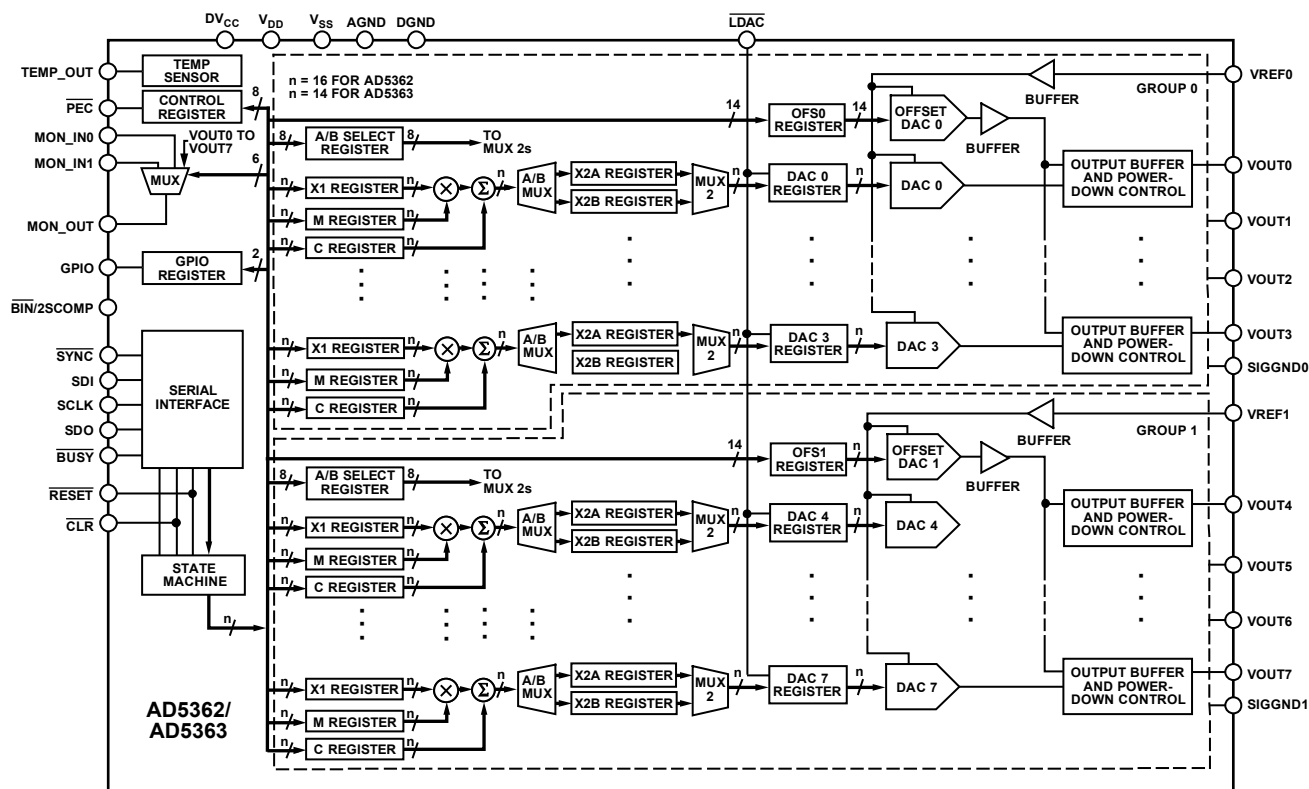 DVCC
VDD
VSS
AGND
DGND
LDAC
TEMP_OUT
TEMP
SENSOR
n = 16 FOR AD5362
n = 14 FOR AD5363
VREF0
BUFFER
GROUP 0
PEC
CONTROL
REGISTER
8
14
OFS0
REGISTER
14
OFFSET
DAC 0
BUFFER
MON_IN0
VOUT0 TO
VOUT7
MON_IN1
MUX
6
8
A/B SELECT
REGISTER
8
TO
MUX 2s
n
X1 REGISTER
n
×
Σ
n
A/B
MUX
X2A REGISTER
X2B REGISTER
MUX
2
n
DAC 0
REGISTER
n
DAC 0
OUTPUT BUFFER
AND POWER-
DOWN CONTROL
VOUT0
n
M REGISTER
n
VOUT1
MON_OUT
n
C REGISTER
n
GPIO
GPIO
REGISTER
2
VOUT2
BIN/2SCOMP
n
X1 REGISTER
n
×
Σ
n
A/B
MUX
X2A REGISTER
X2B REGISTER
MUX
2
n
DAC 3
REGISTER
n
DAC 3
OUTPUT BUFFER
AND POWER-
DOWN CONTROL
VOUT3
n
M REGISTER
n
SIGGND0
n
C REGISTER
n
SYNC
SDI
SCLK
SDO
BUSY
SERIAL
INTERFACE
VREF1
BUFFER
GROUP 1
14
OFS1
REGISTER
n
OFFSET
DAC 1
BUFFER
8
A/B SELECT
REGISTER
8
TO
MUX 2s
RESET
CLR
n
X1 REGISTER
n
×
Σ
n
A/B
MUX
X2A REGISTER
X2B REGISTER
MUX
2
n
DAC 4
REGISTER
n
DAC 4
OUTPUT BUFFER
AND POWER-
DOWN CONTROL
VOUT4
n
M REGISTER
n
VOUT5
n
C REGISTER
n
STATE
MACHINE
n
VOUT6
n
X1 REGISTER
n
×
Σ
n
A/B
MUX
X2A REGISTER
X2B REGISTER
MUX
2
n
DAC 7
REGISTER
n
DAC 7
OUTPUT BUFFER
AND POWER-
DOWN CONTROL
VOUT7
n
M REGISTER
n
SIGGND1
n
C REGISTER
n
AD5362/
AD5363